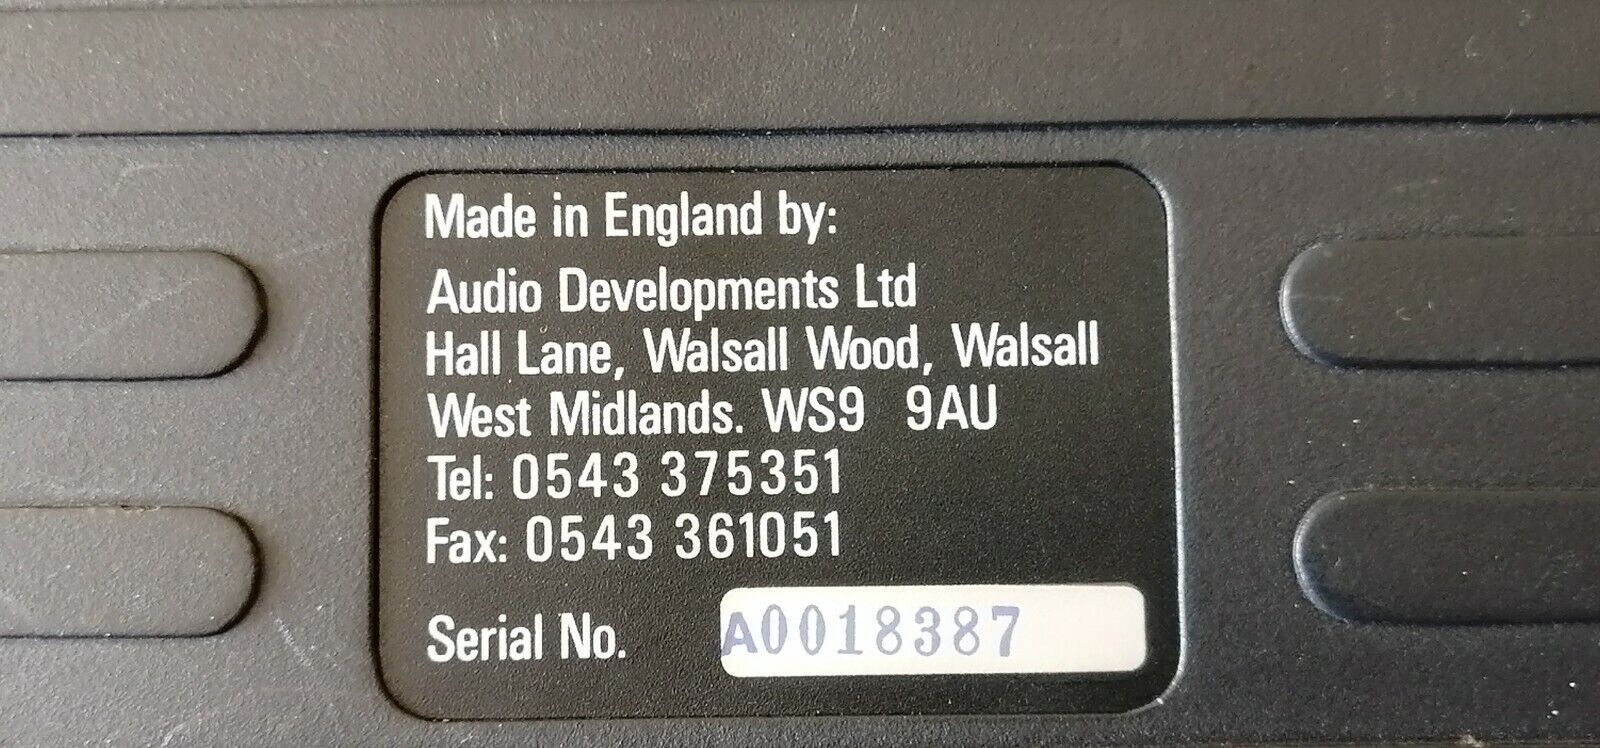 Made in England by:
Audio Developments Ltd
Hall Lane, Walsall Wood, Walsall
West Midlands. WS9 9AU
Tel: 0543 375351
Fax: 0543 361051
Serial No. A0018387